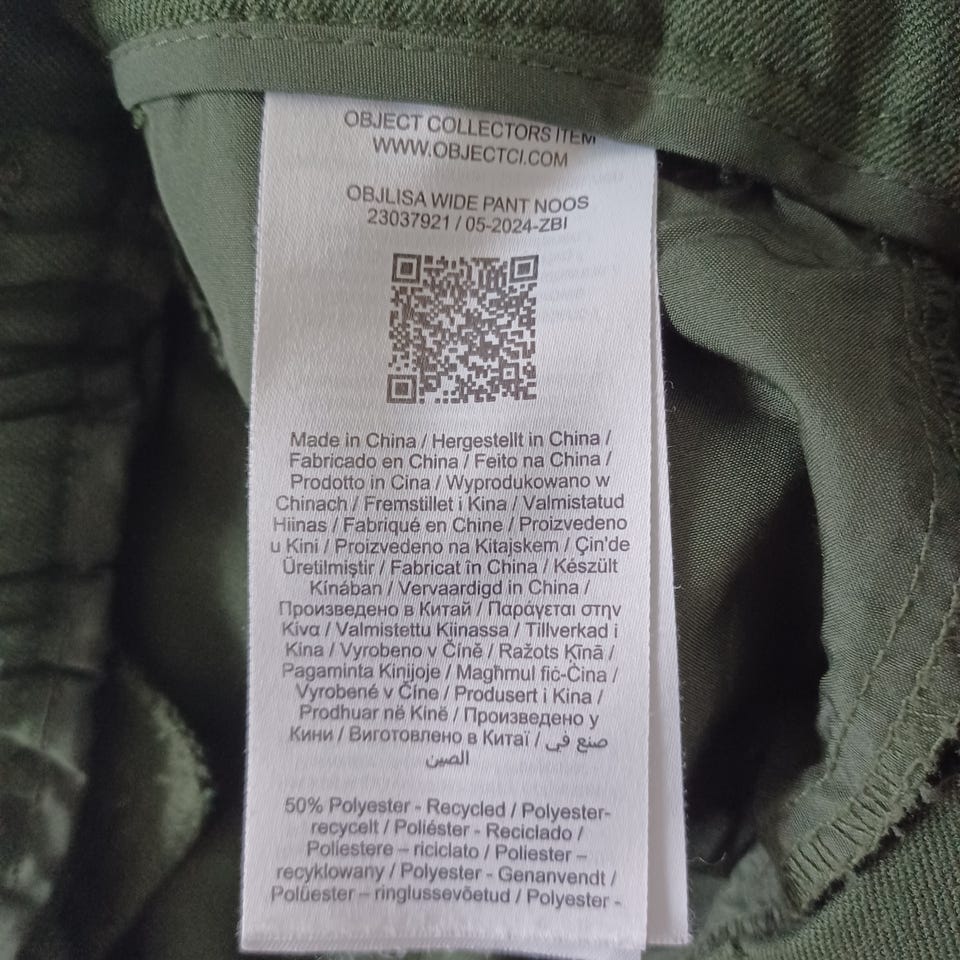 OBJECT COLLECTORS ITEM
WWW.OBJECTCI.COM
OBJLISA WIDE PANT NOOS
23037921 / 05-2024-ZBI
Made in China / Hergestellt in China /
Fabricado en China / Feito na China /
Prodotto in Cina / Wyprodukowano w
Chinach / Fremstillet i Kina / Valmistatud
Hiinas / Fabriqué en Chine / Proizvedeno
u Kini / Proizvedeno na Kitajskem / Çin'de
Üretilmiştir / Fabricat în China / Készült
Kínában / Vervaardigd in China /
Произведено в Китай / Παράγεται στην
Κίνα / Valmistettu Kiinassa / Tillverkad i
Kina / Vyrobeno v Číně / Ražots Ķīnā /
Pagaminta Kinijoje / Magħmul fiċ-Ċina /
Vyrobené v Číne / Produsert i Kina /
Prodhuar në Kinë / Произведено у
Кини / Виготовлено в Китаї / صنع في
الصين
50% Polyester - Recycled / Polyester-
recycelt / Poliéster - Reciclado /
Poliestere – riciclato / Poliester –
recyklowany / Polyester - Genanvendt /
Polüester – ringlussevõetud / Polyester -